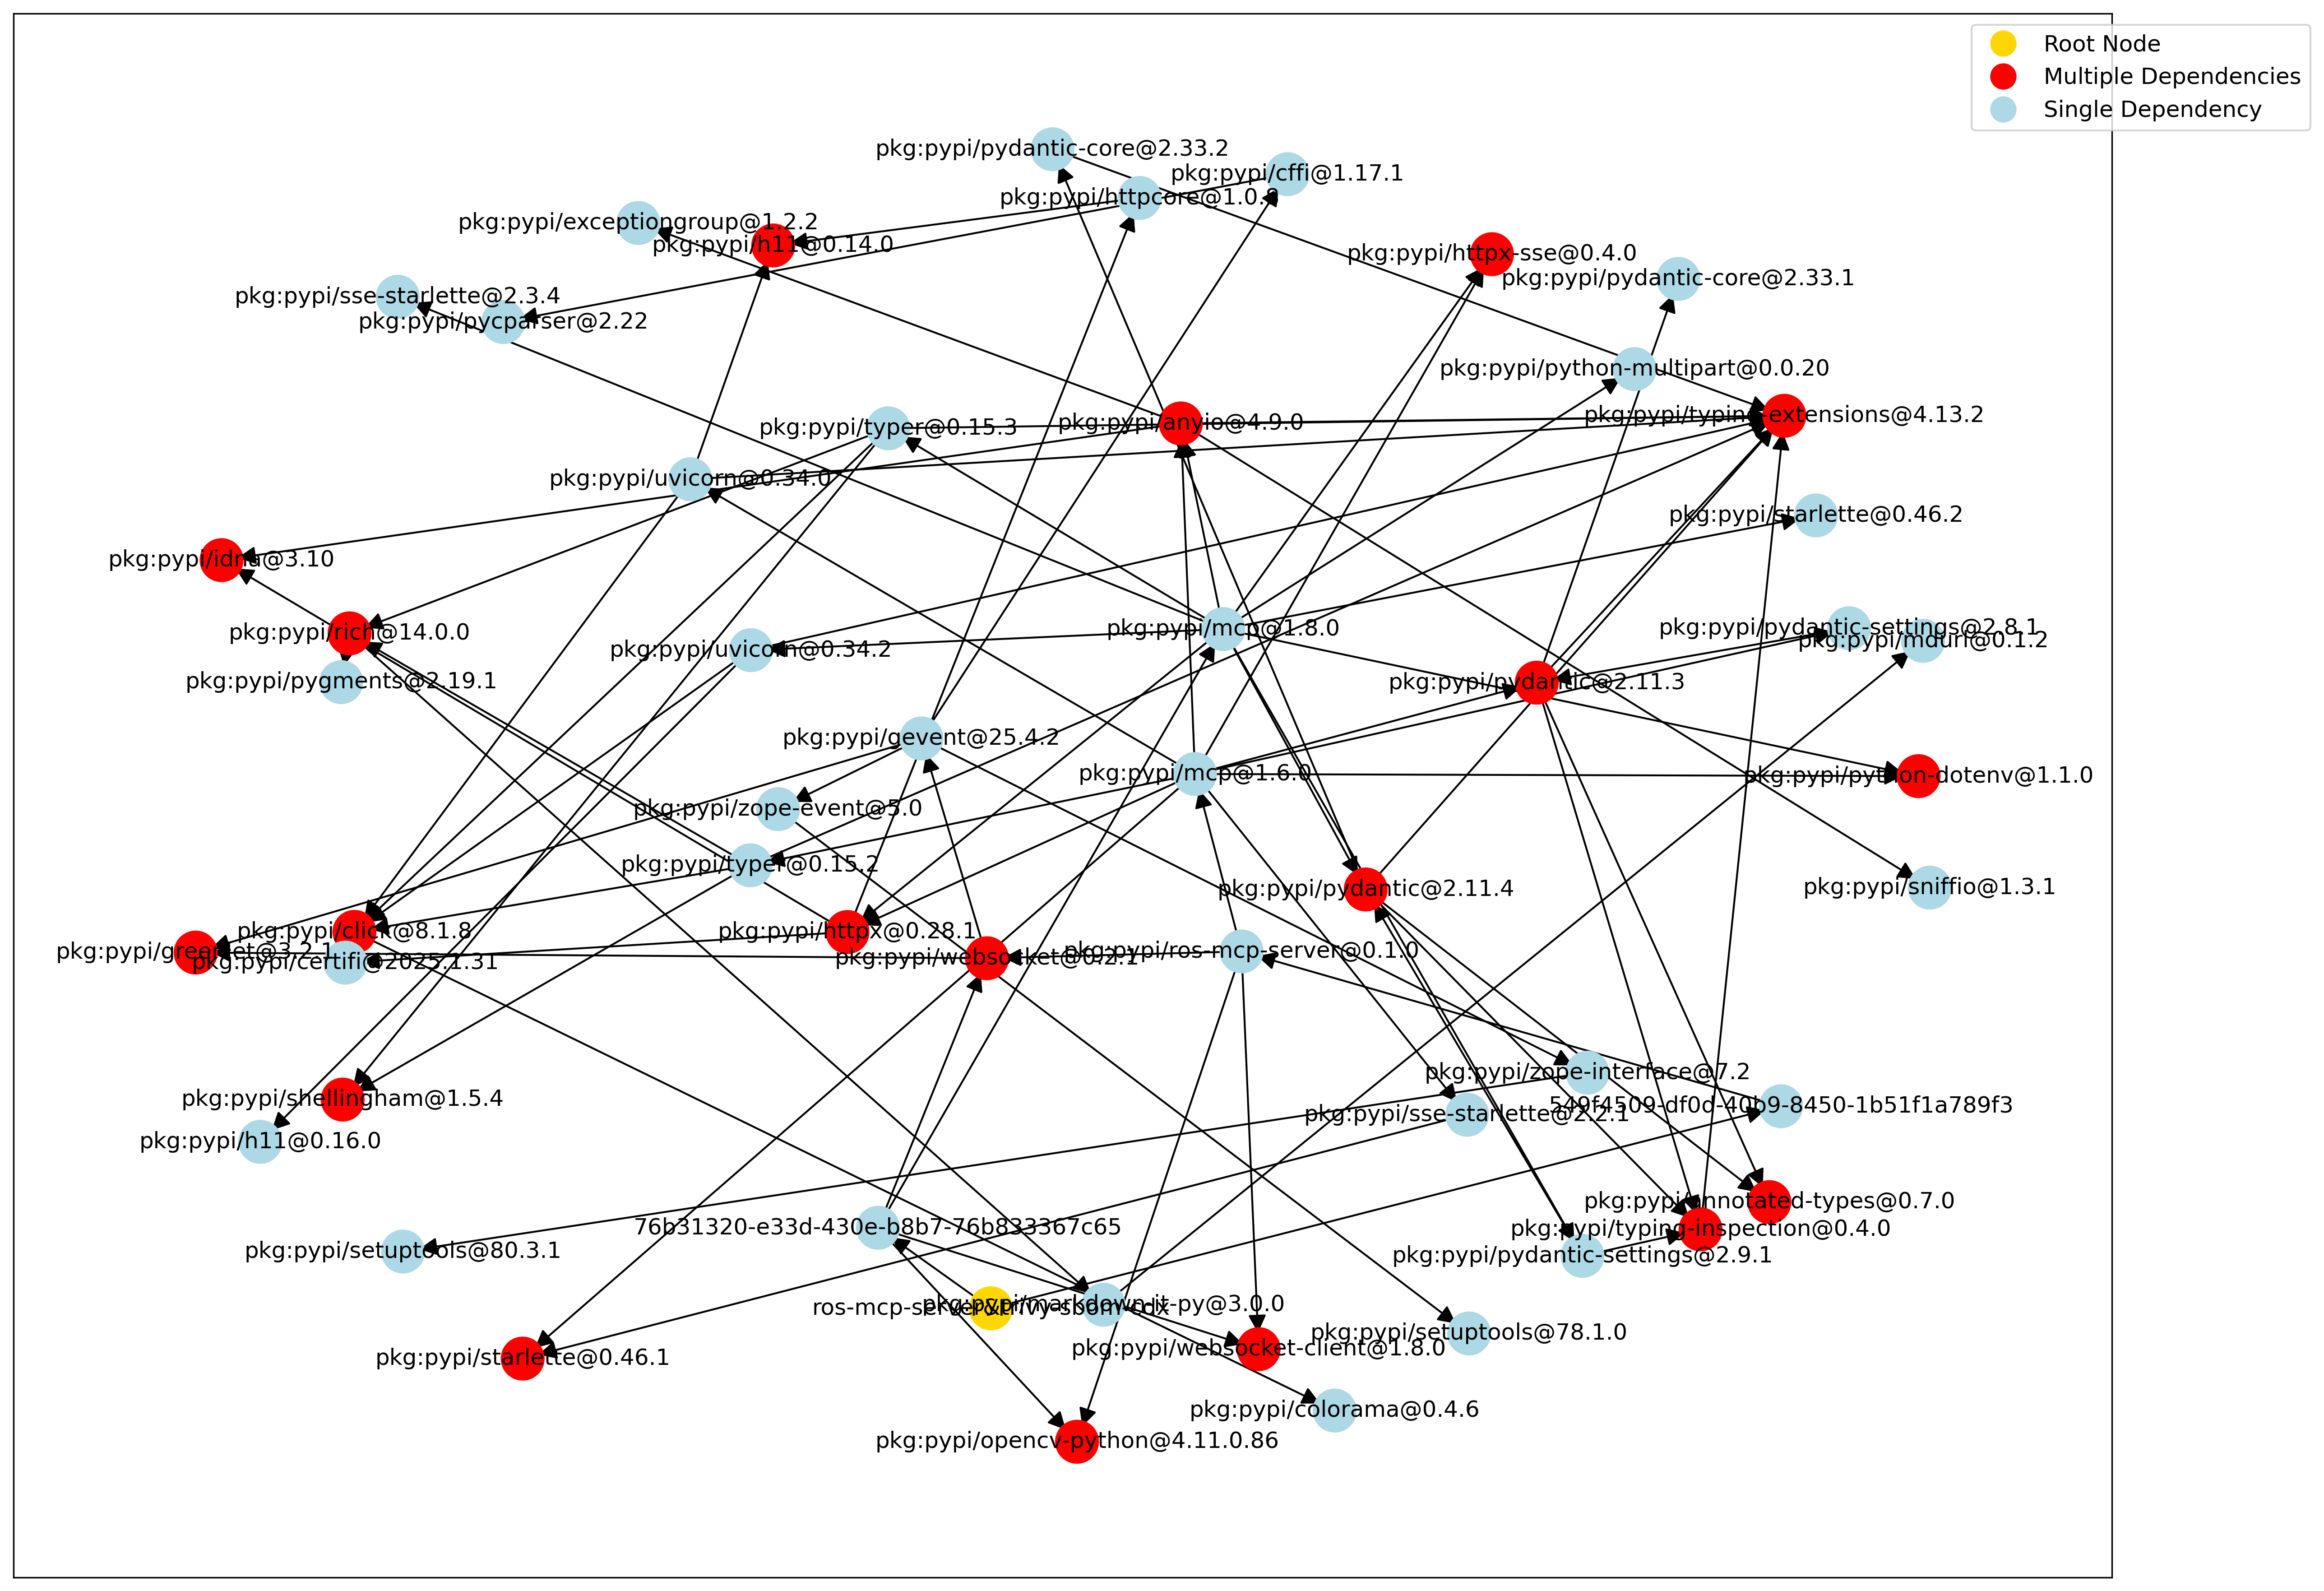 Root Node
Multiple Dependencies
Single Dependency
pkg:pypi/pydantic-core@2.33.2
pkg:pypi/cffi@1.17.1
pkg:pypi/httpcore@1.0.8
pkg:pypi/exceptiongroup@1.2.2
pkg:pypi/h11@0.14.0
pkg:pypi/httpx-sse@0.4.0
pkg:pypi/pydantic-core@2.33.1
pkg:pypi/sse-starlette@2.3.4
pkg:pypi/pycparser@2.22
pkg:pypi/python-multipart@0.0.20
pkg:pypi/typing-extensions@4.13.2
pkg:pypi/anyio@4.9.0
pkg:pypi/typer@0.15.3
pkg:pypi/uvicorn@0.34.0
pkg:pypi/starlette@0.46.2
pkg:pypi/idna@3.10
pkg:pypi/rich@14.0.0
pkg:pypi/mcp@1.8.0
pkg:pypi/pydantic-settings@2.8.1
pkg:pypi/mdurl@0.1.2
pkg:pypi/uvicorn@0.34.2
pkg:pypi/pygments@2.19.1
pkg:pypi/pydantic@2.11.3
pkg:pypi/gevent@25.4.2
pkg:pypi/mcp@1.6.0
pkg:pypi/python-dotenv@1.1.0
pkg:pypi/zope-event@5.0
pkg:pypi/typer@0.15.2
pkg:pypi/pydantic@2.11.4
pkg:pypi/sniffio@1.3.1
pkg:pypi/click@8.1.8
pkg:pypi/httpx@0.28.1
pkg:pypi/greenlet@3.2.1
pkg:pypi/certifi@2025.1.31
pkg:pypi/websocket@0.2.1
pkg:pypi/ros-mcp-server@0.1.0
pkg:pypi/zope-interface@7.2
pkg:pypi/shellingham@1.5.4
549f4509-df0d-40b9-8450-1b51f1a789f3
pkg:pypi/sse-starlette@2.2.1
pkg:pypi/h11@0.16.0
pkg:pypi/annotated-types@0.7.0
76b31320-e33d-430e-b8b7-76b833367c65
pkg:pypi/typing-inspection@0.4.0
pkg:pypi/setuptools@80.3.1
pkg:pypi/pydantic-settings@2.9.1
pkg:pypi/markdown-it-py@3.0.0
pkg:pypi/setuptools@78.1.0
pkg:pypi/websocket-client@1.8.0
pkg:pypi/starlette@0.46.1
pkg:pypi/colorama@0.4.6
pkg:pypi/opencv-python@4.11.0.86